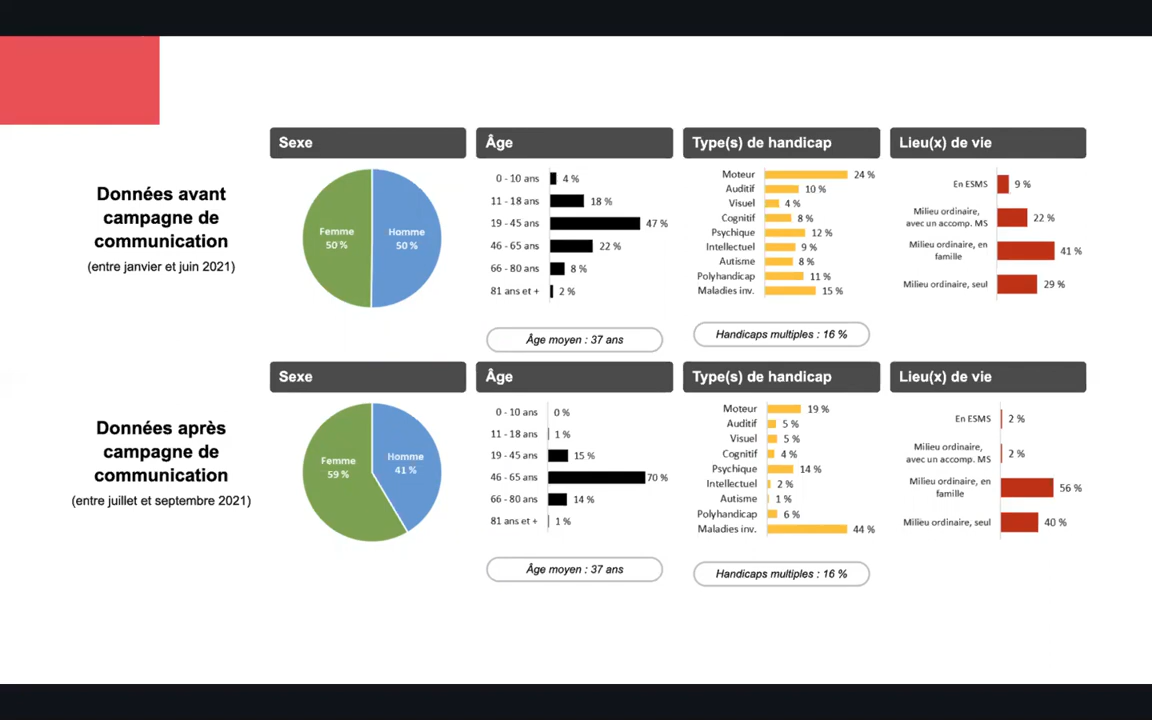 Données avant
campagne de
communication
(entre janvier et juin 2021)
Sexe
Femme
50 %
Homme
50 %
Âge
0 - 10 ans 4 %
11 - 18 ans 18 %
19 - 45 ans 47 %
46 - 65 ans 22 %
66 - 80 ans 8 %
81 ans et + 2 %
Âge moyen : 37 ans
Type(s) de handicap
Moteur 24 %
Auditif 10 %
Visuel 4 %
Cognitif 8 %
Psychique 12 %
Intellectuel 9 %
Autisme 8 %
Polyhandicap 11 %
Maladies inv. 15 %
Handicaps multiples : 16 %
Lieu(x) de vie
En ESMS 9 %
Milieu ordinaire,
avec un accomp. MS 22 %
Milieu ordinaire, en
famille 41 %
Milieu ordinaire, seul 29 %
Données après
campagne de
communication
(entre juillet et septembre 2021)
Sexe
Femme
59 %
Homme
41 %
Âge
0 - 10 ans 0 %
11 - 18 ans 1 %
19 - 45 ans 15 %
46 - 65 ans 70 %
66 - 80 ans 14 %
81 ans et + 1 %
Âge moyen : 37 ans
Type(s) de handicap
Moteur 19 %
Auditif 5 %
Visuel 5 %
Cognitif 4 %
Psychique 14 %
Intellectuel 2 %
Autisme 1 %
Polyhandicap 6 %
Maladies inv. 44 %
Handicaps multiples : 16 %
Lieu(x) de vie
En ESMS 2 %
Milieu ordinaire,
avec un accomp. MS 2 %
Milieu ordinaire, en
famille 56 %
Milieu ordinaire, seul 40 %